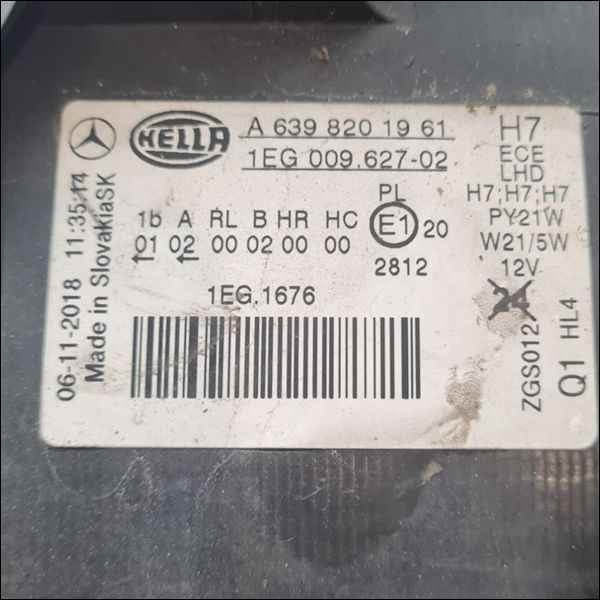 HELLA
A 639 820 1961
1EG 009.627-02
H7
ECE
LHD
H7;H7;H7
PY21W
W21/5W
12V
24
PL
E1 20
2812
1b A RL B HR HC
01 02 00 02 00 00
1EG.1676
06-11-2018 11:35:14
Made in SlovakiaSK
ZGS012
Q1 HL4